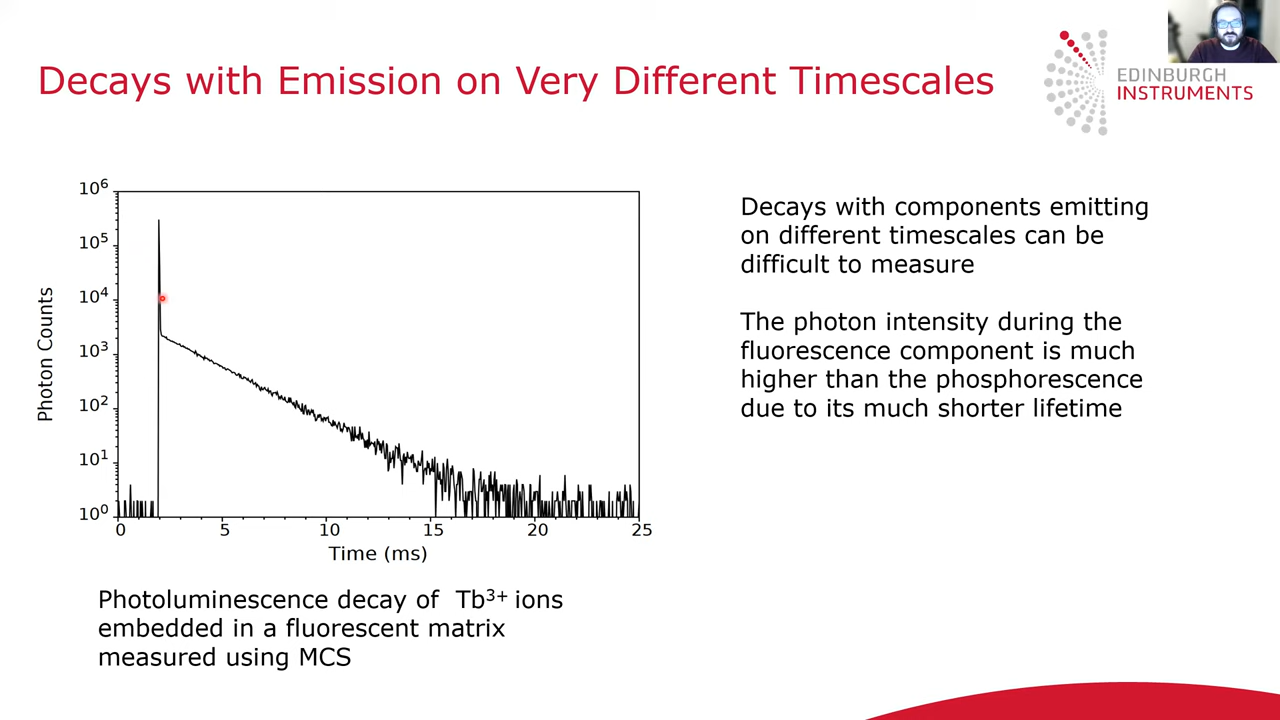 Decays with Emission on Very Different Timescales
EDINBURGH
INSTRUMENTS
10⁶
10⁵
10⁴
10³
10²
10¹
10⁰
Photon Counts
0 5 10 15 20 25
Time (ms)
Photoluminescence decay of Tb³⁺ ions
embedded in a fluorescent matrix
measured using MCS
Decays with components emitting
on different timescales can be
difficult to measure
The photon intensity during the
fluorescence component is much
higher than the phosphorescence
due to its much shorter lifetime